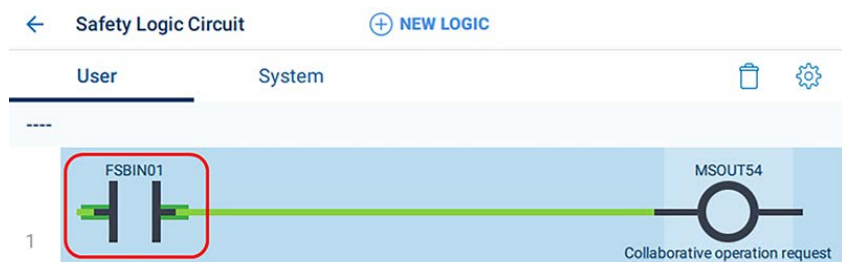 Safety Logic Circuit
NEW LOGIC
User
System
----
FSBIN01
MSOUT54
1
Collaborative operation request